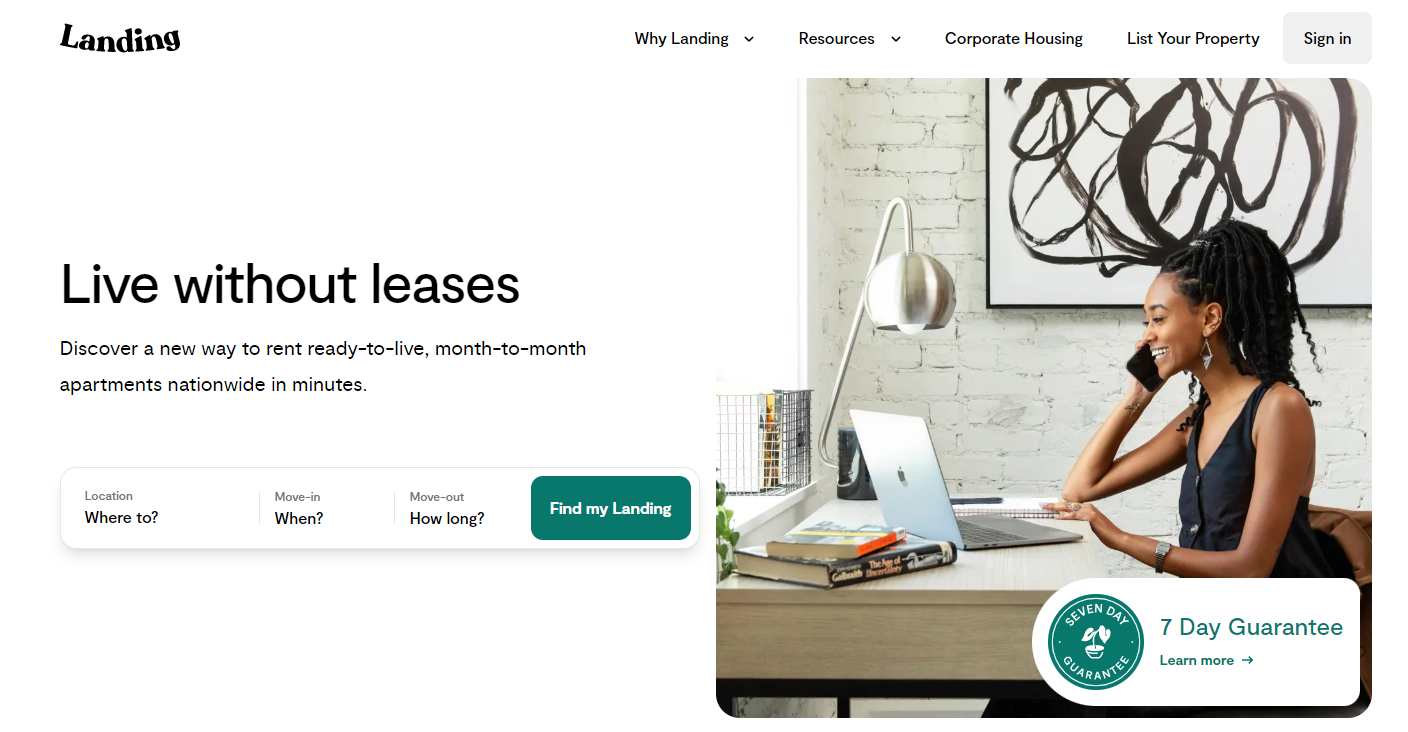 Landing
Why Landing
Resources
Corporate Housing
List Your Property
Sign in
Live without leases
Discover a new way to rent ready-to-live, month-to-month
apartments nationwide in minutes.
Location
Where to?
Move-in
When?
Move-out
How long?
Find my Landing
Galbraith
The Age of
Uncertainty
SEVEN DAY
GUARANTEE
7 Day Guarantee
Learn more →